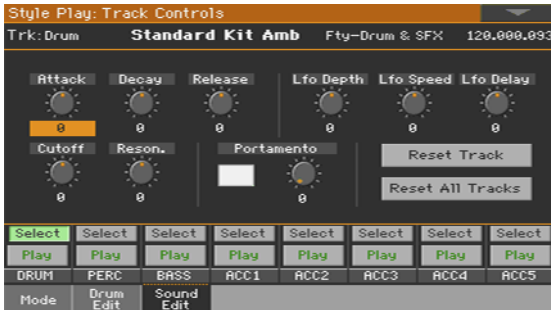 Style Play: Track Controls
Trk: Drum Standard Kit Amb Fty-Drum & SFX 120.000.093
Attack Decay Release Lfo Depth Lfo Speed Lfo Delay
0 0 0 0 0 0
Cutoff Reson. Portamento Reset Track
0 0 0 Reset All Tracks
Select Select Select Select Select Select Select Select
Play Play Play Play Play Play Play Play
DRUM PERC BASS ACC1 ACC2 ACC3 ACC4 ACC5
Mode Drum Edit Sound Edit